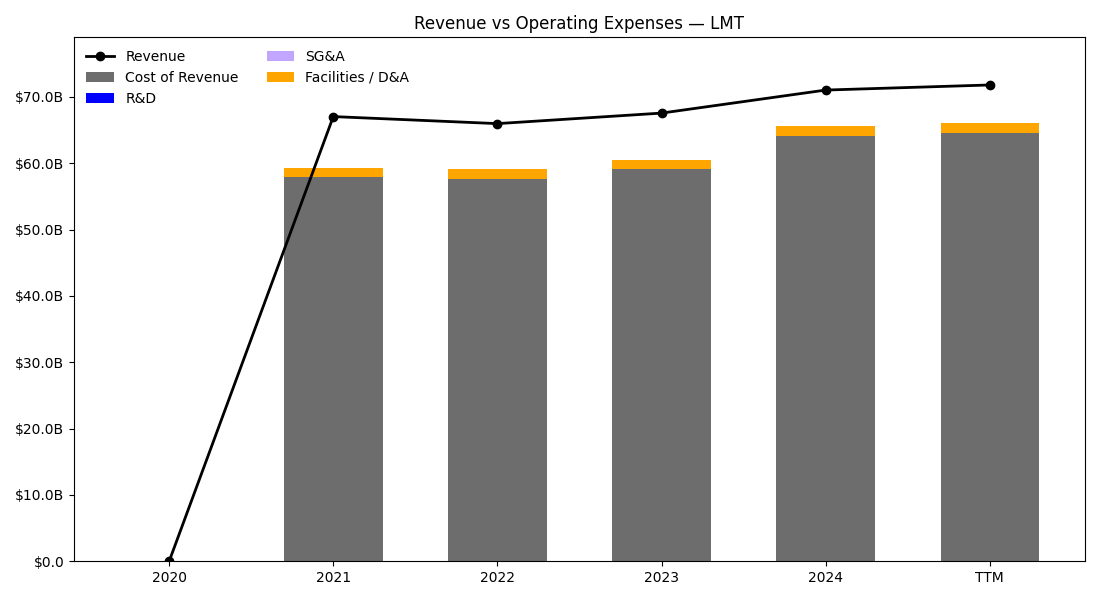 Revenue vs Operating Expenses — LMT
Revenue
Cost of Revenue
R&D
SG&A
Facilities / D&A
$70.0B
$60.0B
$50.0B
$40.0B
$30.0B
$20.0B
$10.0B
$0.0
2020 2021 2022 2023 2024 TTM